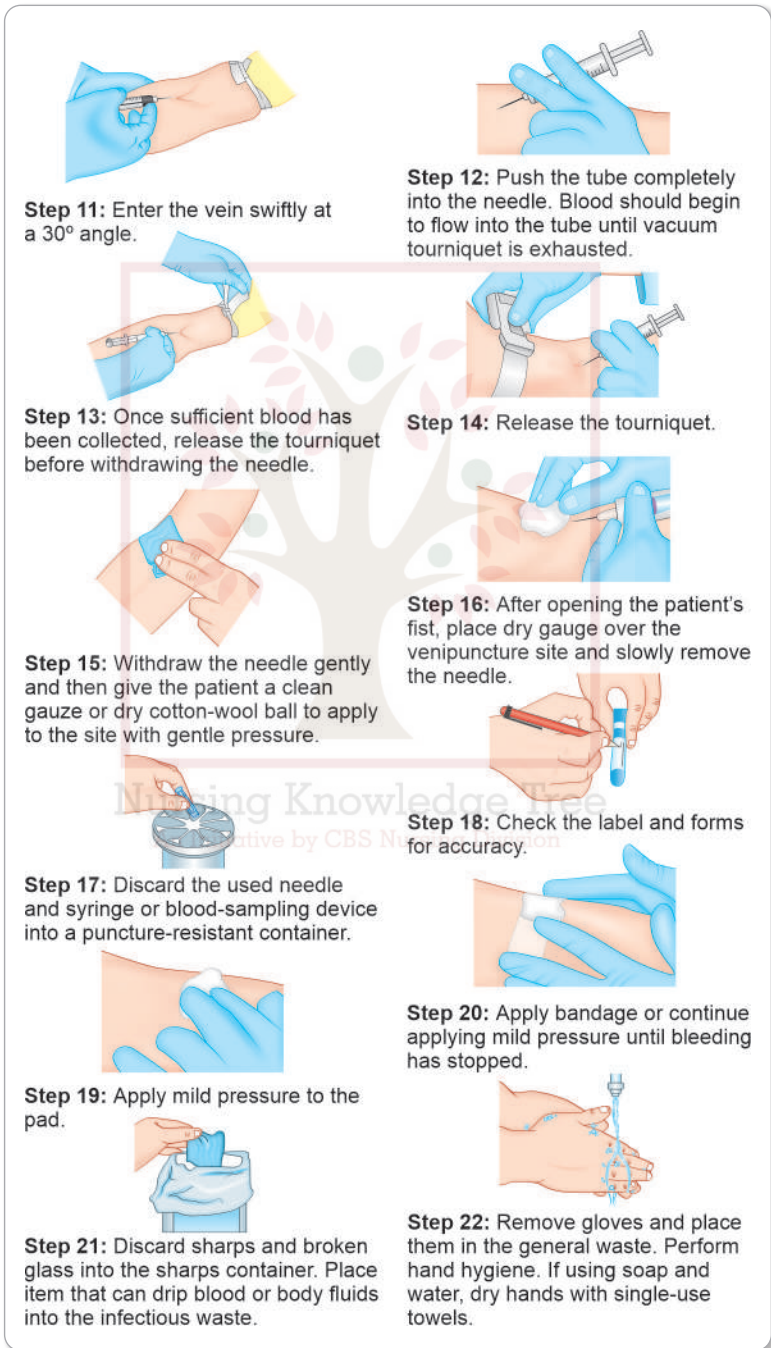 Step 11: Enter the vein swiftly at
a 30º angle.
Step 12: Push the tube completely
into the needle. Blood should begin
to flow into the tube until vacuum
tourniquet is exhausted.
Step 13: Once sufficient blood has
been collected, release the tourniquet
before withdrawing the needle.
Step 14: Release the tourniquet.
Step 15: Withdraw the needle gently
and then give the patient a clean
gauze or dry cotton-wool ball to apply
to the site with gentle pressure.
Step 16: After opening the patient's
fist, place dry gauge over the
venipuncture site and slowly remove
the needle.
Nursing Knowledge Tree
Initiative by CBS Nursing Division
Step 17: Discard the used needle
and syringe or blood-sampling device
into a puncture-resistant container.
Step 18: Check the label and forms
for accuracy.
Step 19: Apply mild pressure to the
pad.
Step 20: Apply bandage or continue
applying mild pressure until bleeding
has stopped.
Step 21: Discard sharps and broken
glass into the sharps container. Place
item that can drip blood or body fluids
into the infectious waste.
Step 22: Remove gloves and place
them in the general waste. Perform
hand hygiene. If using soap and
water, dry hands with single-use
towels.